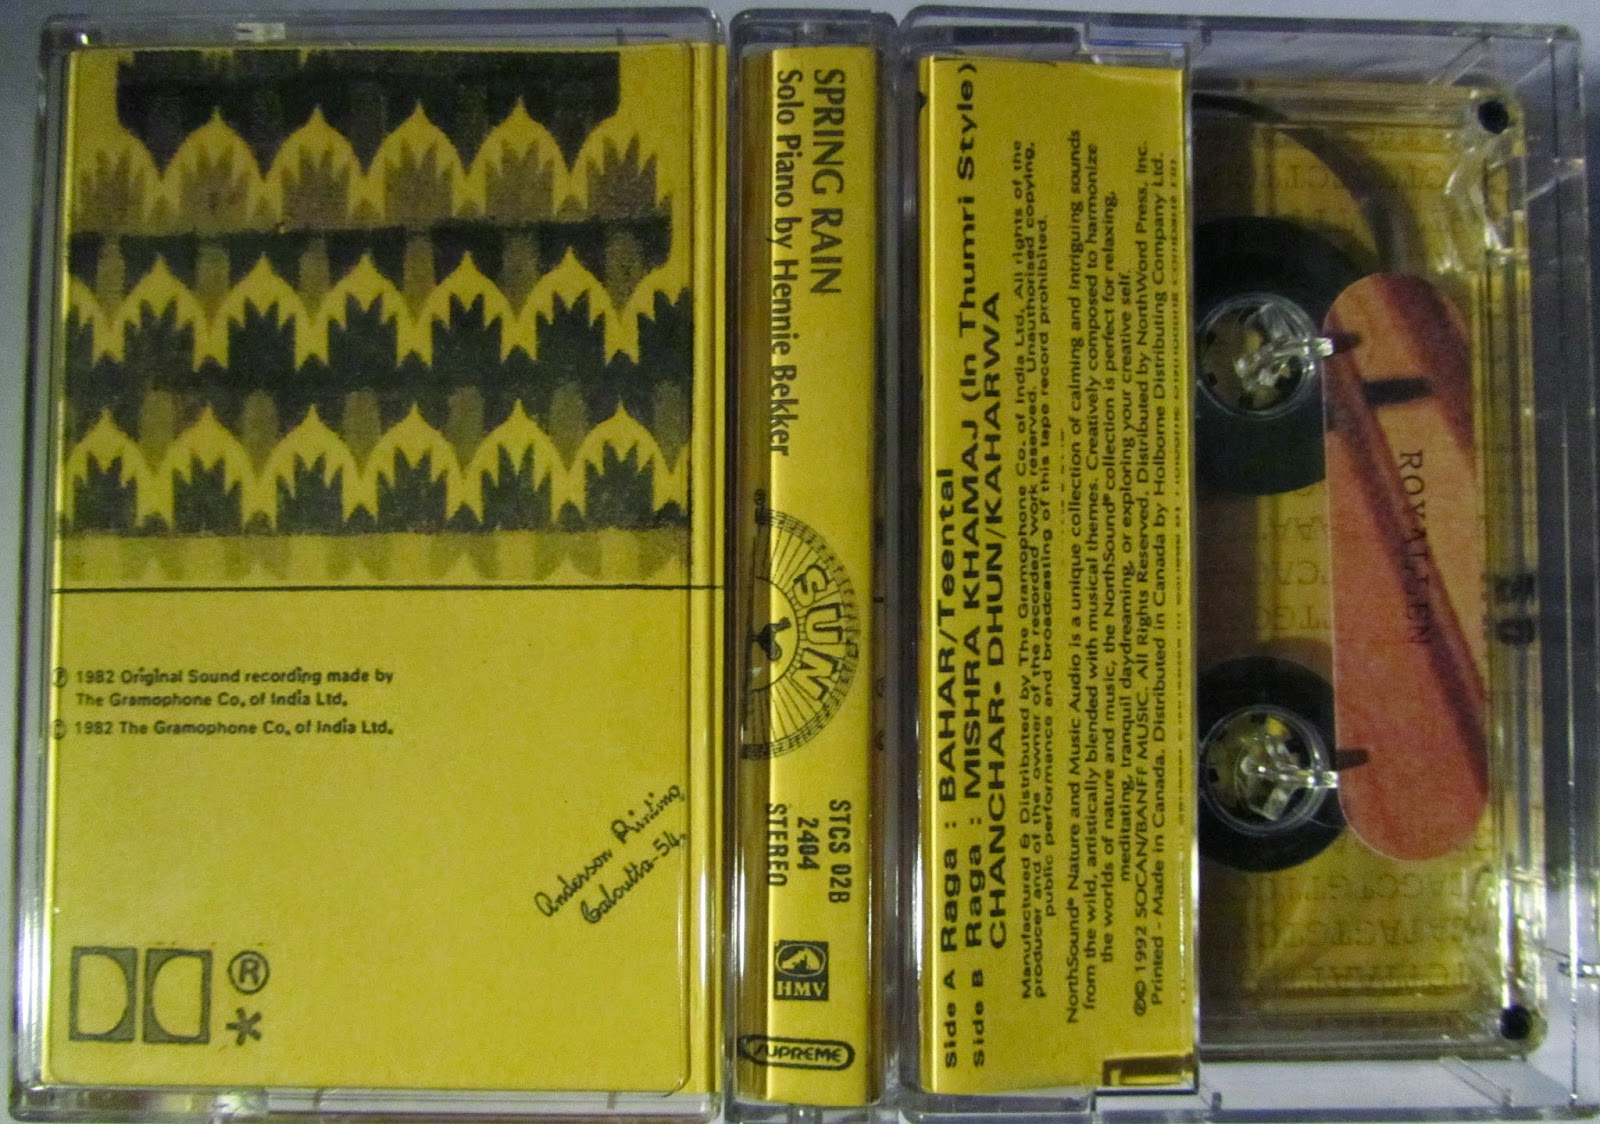 ℗ 1982 Original Sound recording made by
The Gramophone Co. of India Ltd.
© 1982 The Gramophone Co. of India Ltd.
Anderson Printing
Calcutta-54.
®
*
SPRING RAIN
Solo Piano by Hennie Bekker
®
SUN
STCS 02B
2404
STEREO
HMV
SUPREME
Side A Raga : BAHAR/Teental
Side B Raga : MISHRA KHAMAJ (In Thumri Style)
CHANCHAR- DHUN/KAHARWA
Manufactured & Distributed by The Gramophone Co. of India Ltd. All rights of the
producer and of the owner of the recorded work reserved. Unauthorised copying,
public performance and broadcasting of this tape record prohibited.
NorthSound® Nature and Music Audio is a unique collection of calming and intriguing sounds
from the wild, artistically blended with musical themes. Creatively composed to harmonize
the worlds of nature and music, the NorthSound® collection is perfect for relaxing,
meditating, tranquil daydreaming, or exploring your creative self.
℗© 1992 SOCAN/BANFF MUSIC. All Rights Reserved. Distributed by NorthWord Press, Inc.
Printed - Made in Canada. Distributed in Canada by Holborne Distributing Company Ltd.
ROYALLEN